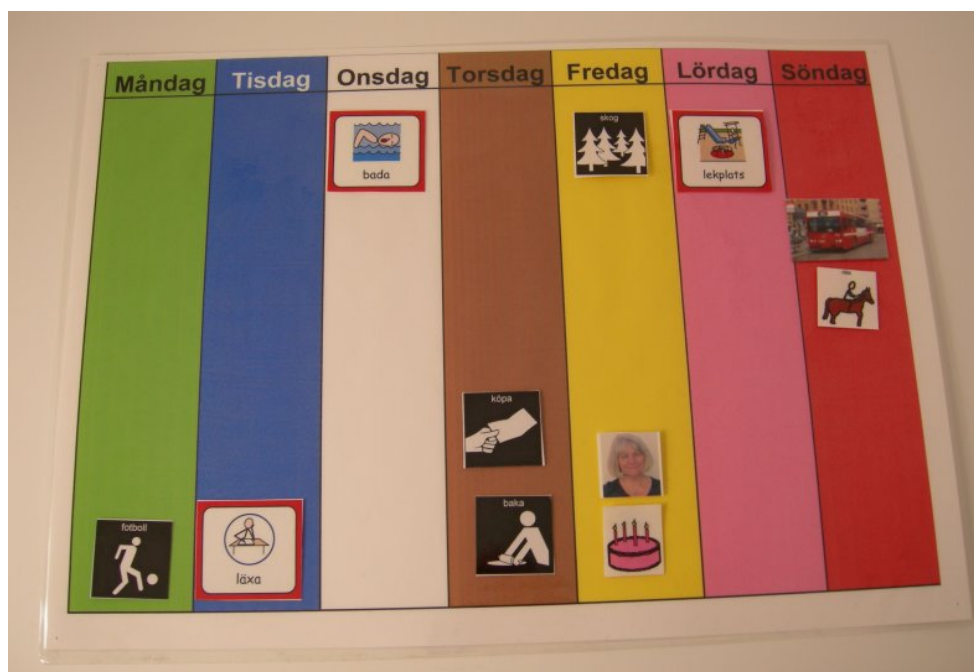 Måndag Tisdag Onsdag Torsdag Fredag Lördag Söndag
bada
skog
lekplats
köpa
baka
fotboll
läxa